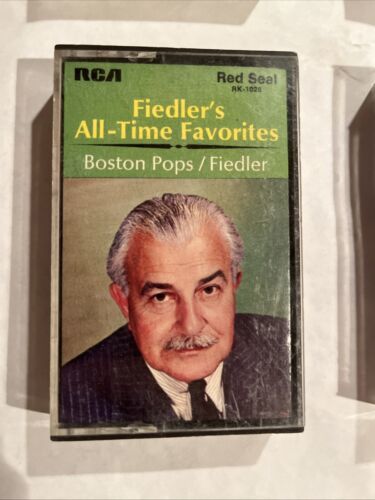 RCA
Red Seal
RK-1026
Fiedler's
All-Time Favorites
Boston Pops / Fiedler